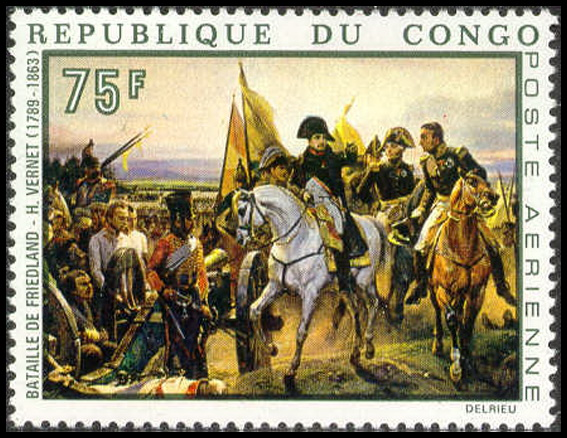 REPUBLIQUE DU CONGO
POSTE AERIENNE
75F
BATAILLE DE FRIEDLAND - H. VERNET (1789-1863)
DELRIEU